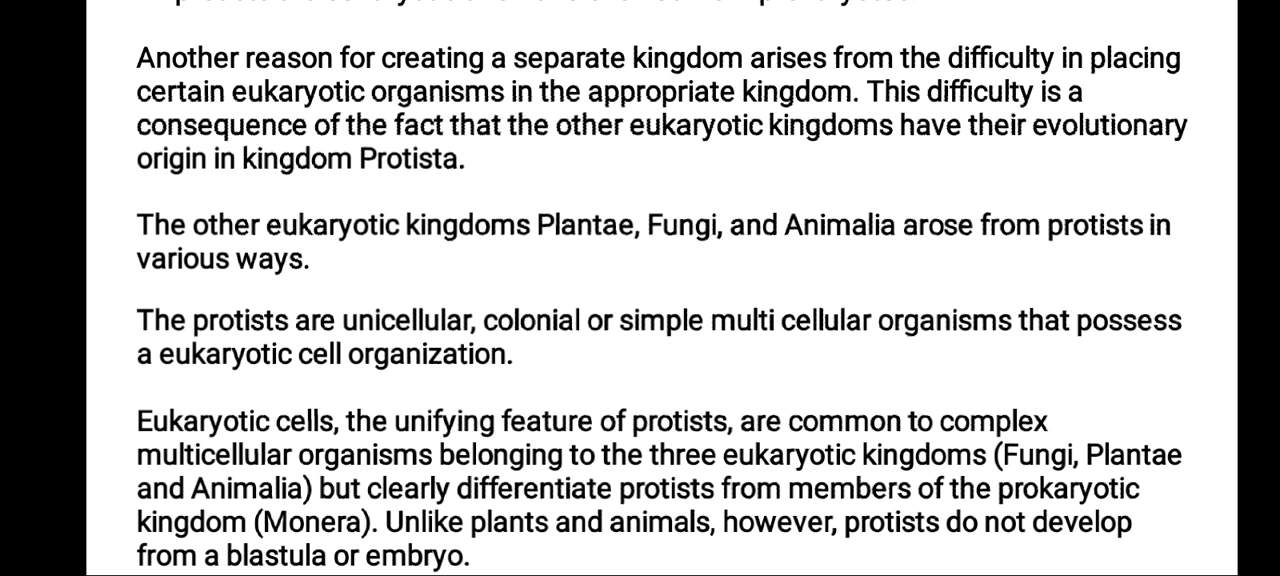 Another reason for creating a separate kingdom arises from the difficulty in placing
certain eukaryotic organisms in the appropriate kingdom. This difficulty is a
consequence of the fact that the other eukaryotic kingdoms have their evolutionary
origin in kingdom Protista.
The other eukaryotic kingdoms Plantae, Fungi, and Animalia arose from protists in
various ways.
The protists are unicellular, colonial or simple multi cellular organisms that possess
a eukaryotic cell organization.
Eukaryotic cells, the unifying feature of protists, are common to complex
multicellular organisms belonging to the three eukaryotic kingdoms (Fungi, Plantae
and Animalia) but clearly differentiate protists from members of the prokaryotic
kingdom (Monera). Unlike plants and animals, however, protists do not develop
from a blastula or embryo.